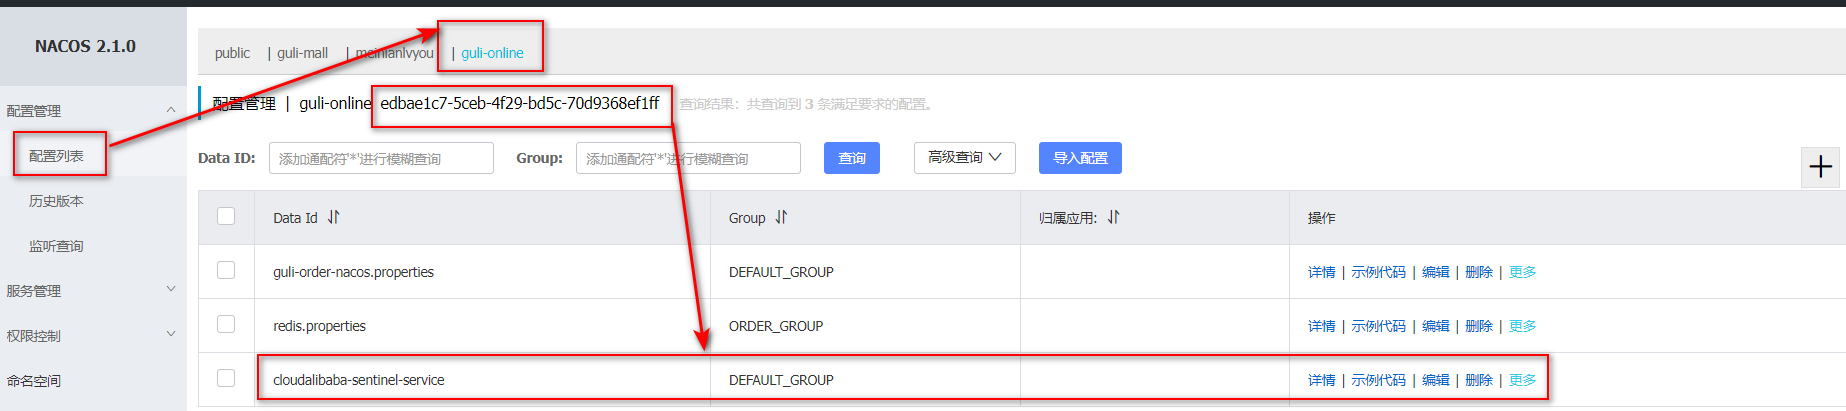 NACOS 2.1.0
public | guli-mall | meinianlvyou | guli-online
配置管理
配置列表
历史版本
监听查询
服务管理
权限控制
命名空间
配置管理 | guli-online edbae1c7-5ceb-4f29-bd5c-70d9368ef1ff 查询结果：共查询到 3 条满足要求的配置。
Data ID: 添加通配符'*'进行模糊查询 Group: 添加通配符'*'进行模糊查询 查询 高级查询 导入配置
Data Id Group 归属应用: 操作
guli-order-nacos.properties DEFAULT_GROUP 详情 | 示例代码 | 编辑 | 删除 | 更多
redis.properties ORDER_GROUP 详情 | 示例代码 | 编辑 | 删除 | 更多
cloudalibaba-sentinel-service DEFAULT_GROUP 详情 | 示例代码 | 编辑 | 删除 | 更多